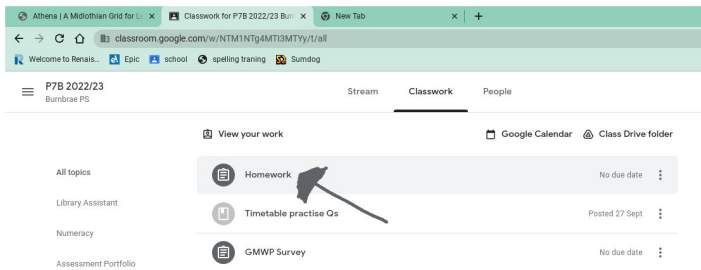 Athena | A Midlothian Grid for Le
Classwork for P7B 2022/23 Burn
New Tab
classroom.google.com/w/NTM1NTg4MTI3MTYy/t/all
Welcome to Renais...
Epic
school
spelling traning
Sumdog
P7B 2022/23
Burnbrae PS
Stream
Classwork
People
View your work
Google Calendar
Class Drive folder
All topics
Library Assistant
Numeracy
Assessment Portfolio
Homework
No due date
Timetable practise Qs
Posted 27 Sept
GMWP Survey
No due date